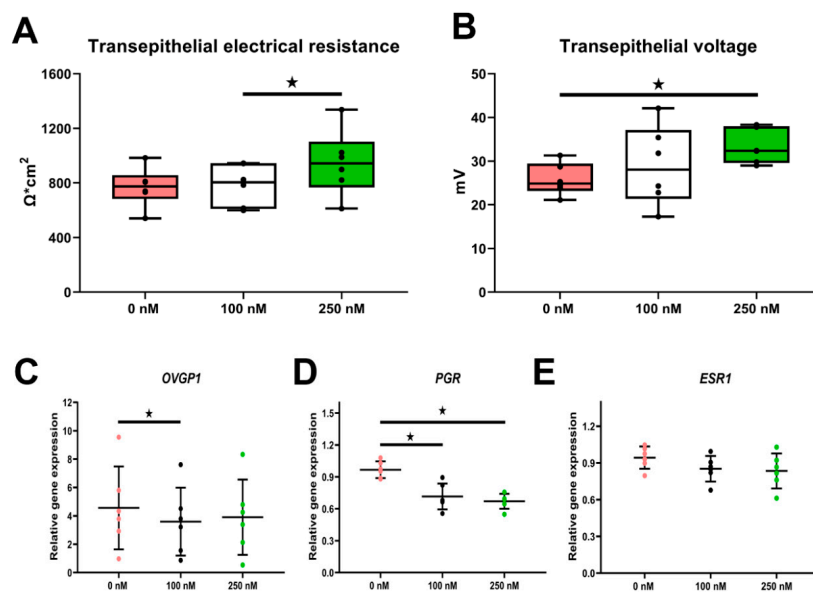 A
Transepithelial electrical resistance
Ω*cm2
1600
1200
800
400
0
★
0 nM
100 nM
250 nM
B
Transepithelial voltage
mV
50
40
30
20
10
0
★
0 nM
100 nM
250 nM
C
OVGP1
Relative gene expression
12
10
8
6
4
2
0
★
0 nM
100 nM
250 nM
D
PGR
Relative gene expression
1.5
1.2
0.9
0.6
0.3
0.0
★
★
0 nM
100 nM
250 nM
E
ESR1
Relative gene expression
1.2
0.9
0.6
0.3
0.0
0 nM
100 nM
250 nM